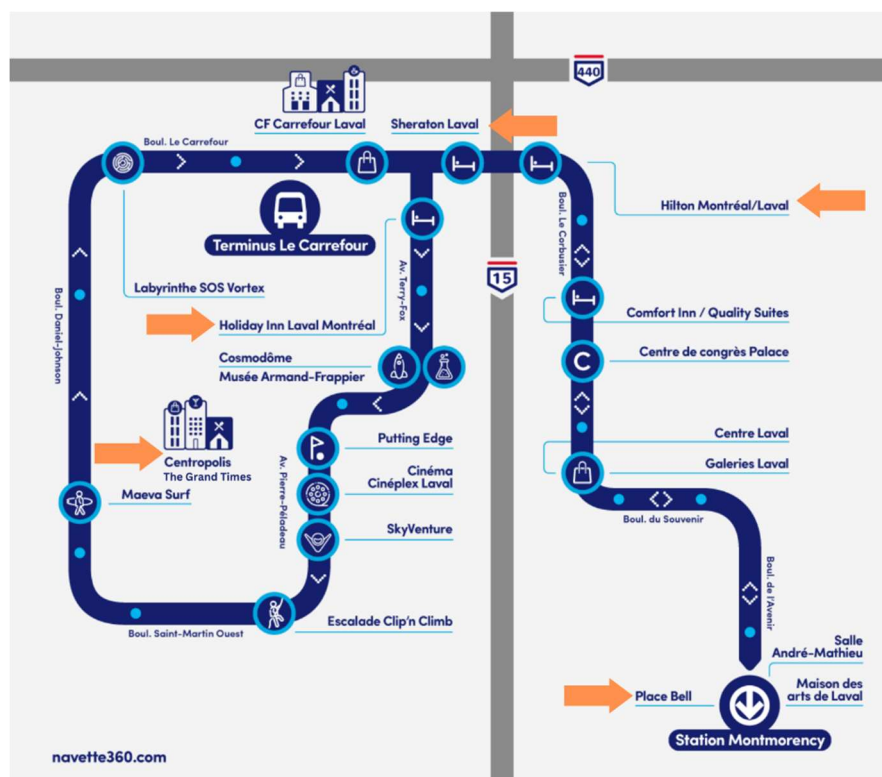 440
CF Carrefour Laval
Sheraton Laval
Boul. Le Carrefour
Hilton Montréal/Laval
Boul. Le Corbusier
Terminus Le Carrefour
15
Av. Terry-Fox
Labyrinthe SOS Vortex
Boul. Daniel-Johnson
Holiday Inn Laval Montréal
Comfort Inn / Quality Suites
Cosmodôme
Musée Armand-Frappier
C
Centre de congrès Palace
Putting Edge
Centre Laval
Galeries Laval
Centropolis
The Grand Times
Maeva Surf
Av. Pierre-Péladeau
Cinéma
Cinéplex Laval
SkyVenture
Boul. du Souvenir
Boul. de l'Avenir
Escalade Clip'n Climb
Boul. Saint-Martin Ouest
Salle
André-Mathieu
Place Bell
Maison des
arts de Laval
Station Montmorency
navette360.com